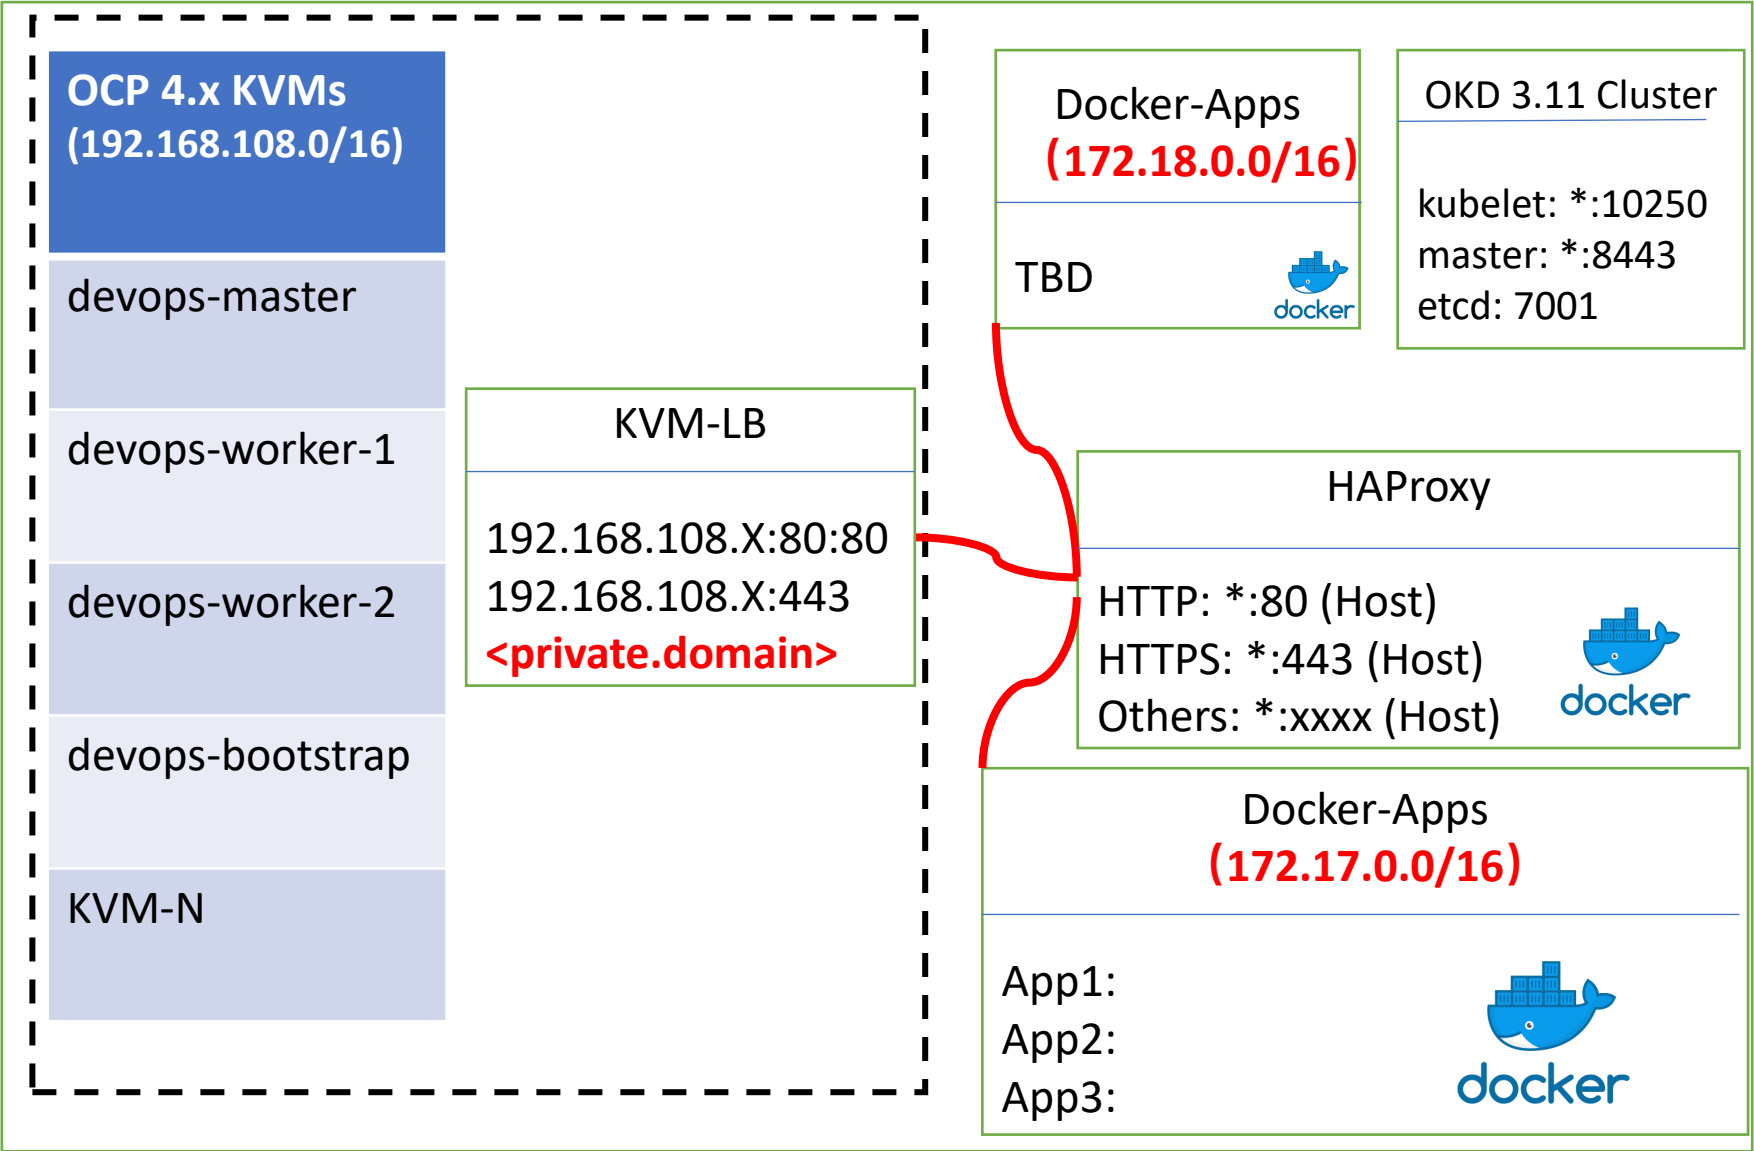 OCP 4.x KVMs
(192.168.108.0/16)
devops-master
devops-worker-1
devops-worker-2
devops-bootstrap
KVM-N
KVM-LB
192.168.108.X:80:80
192.168.108.X:443
<private.domain>
Docker-Apps
(172.18.0.0/16)
TBD
docker
OKD 3.11 Cluster
kubelet: *:10250
master: *:8443
etcd: 7001
HAProxy
HTTP: *:80 (Host)
HTTPS: *:443 (Host)
Others: *:xxxx (Host)
docker
Docker-Apps
(172.17.0.0/16)
App1:
App2:
App3:
docker